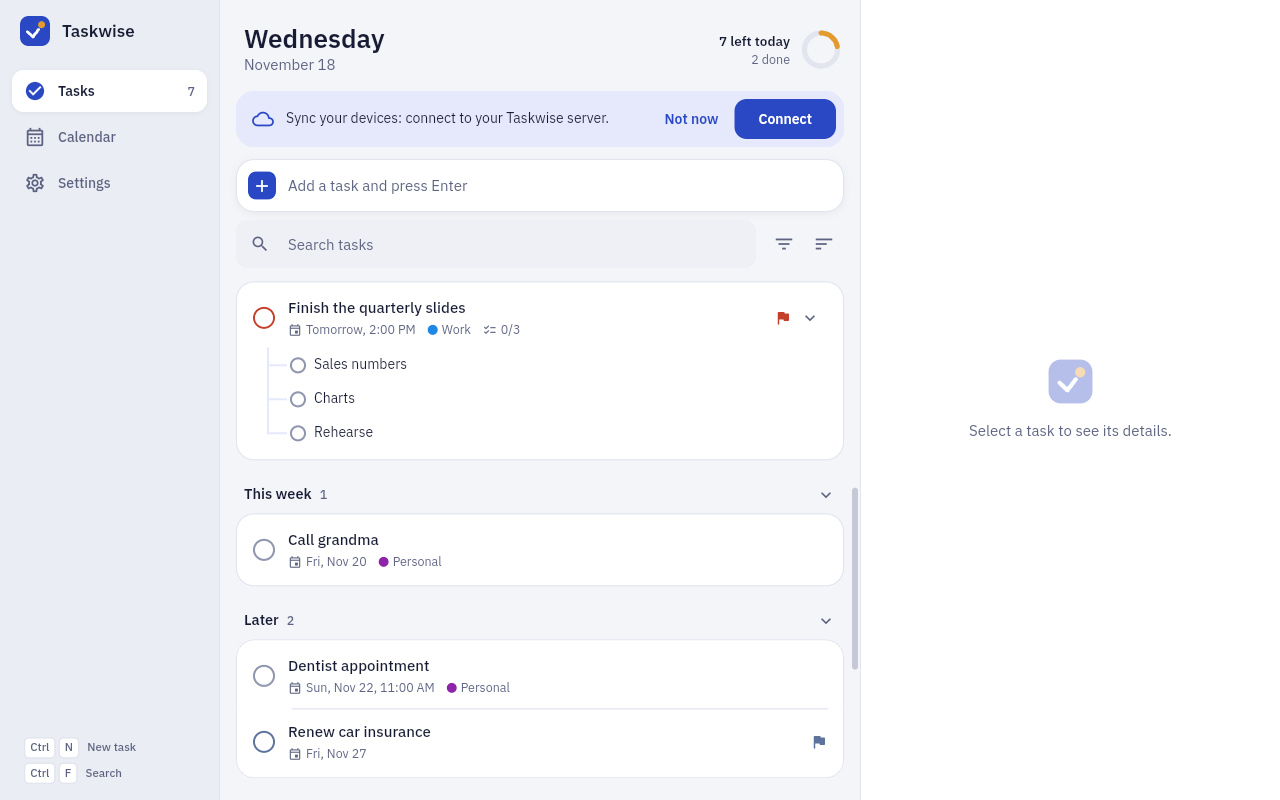 Taskwise
Tasks 7
Calendar
Settings
Ctrl N New task
Ctrl F Search
Wednesday
November 18
7 left today
2 done
Sync your devices: connect to your Taskwise server.
Not now
Connect
Add a task and press Enter
Search tasks
Finish the quarterly slides
Tomorrow, 2:00 PM Work 0/3
Sales numbers
Charts
Rehearse
This week 1
Call grandma
Fri, Nov 20 Personal
Later 2
Dentist appointment
Sun, Nov 22, 11:00 AM Personal
Renew car insurance
Fri, Nov 27
Select a task to see its details.